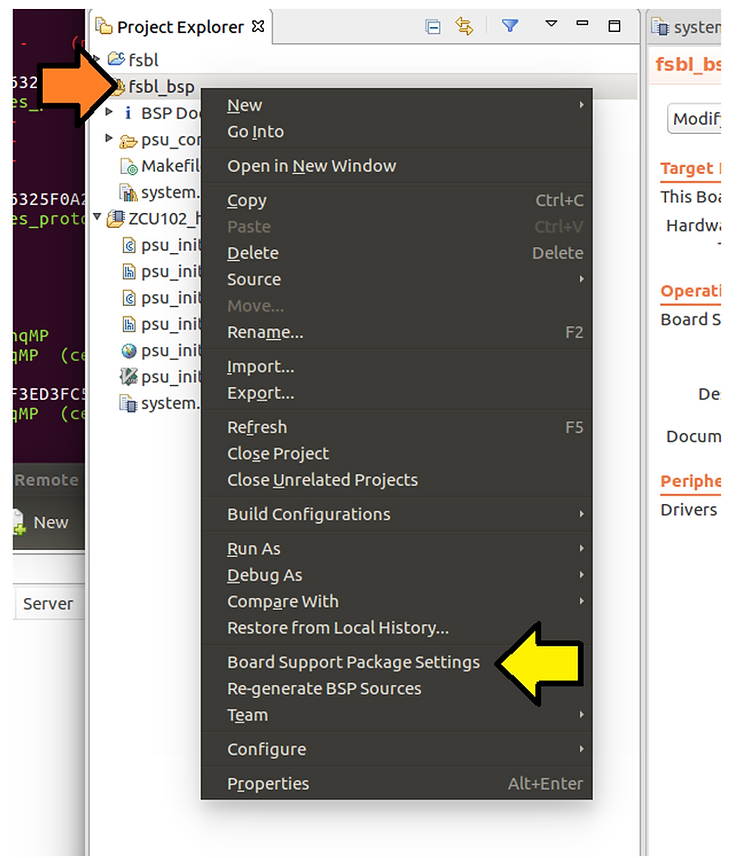 Project Explorer
system
fsbl
fsbl_bs
fsbl_bsp
New
Modif
BSP Do
Go Into
psu_con
Open in New Window
Makefil
Target
system.
Copy Ctrl+C
This Boa
ZCU102_h
Paste Ctrl+V
Hardwa
psu_init
Delete Delete
psu_init
Source
Operati
psu_init
Move...
Board S
psu_init
Rename... F2
psu_init
Import...
psu_init
Export...
Des
system.
Refresh F5
Docum
Close Project
Remote
Close Unrelated Projects
Periphe
New
Build Configurations
Drivers
Run As
Debug As
Server
Compare With
Restore from Local History...
Board Support Package Settings
Re-generate BSP Sources
Team
Configure
Properties Alt+Enter
6325F0A2
es_proto
nqMP
qMP (ce
F3ED3FC5
qMP (ce